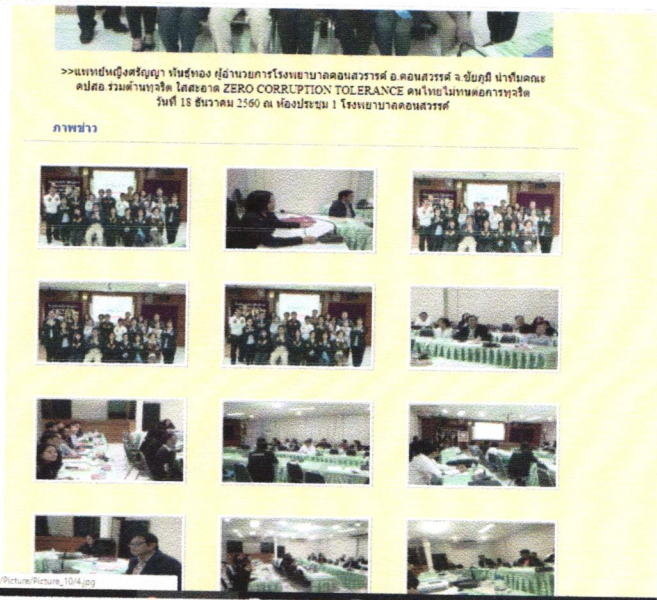 >>แพทย์หญิงศรัญญา พันธุ์ทอง ผู้อำนวยการโรงพยาบาลคอนสวรรค์ อ.คอนสวรรค์ จ.ชัยภูมิ นำทีมคณะ
คปสอ.ร่วมต้านทุจริต ใสสะอาด ZERO CORRUPTION TOLERANCE คนไทยไม่ทนต่อการทุจริต
วันที่ 18 ธันวาคม 2560 ณ ห้องประชุม 1 โรงพยาบาลคอนสวรรค์
ภาพข่าว
/Picture/Picture_10/4.jpg